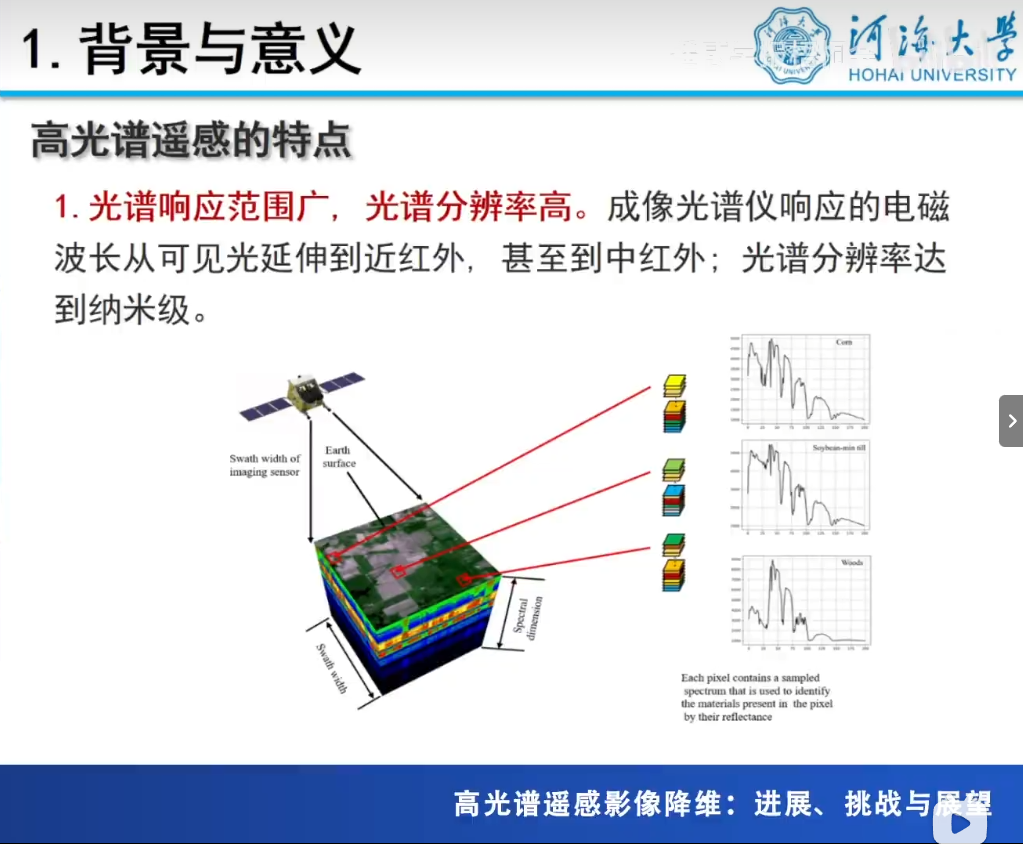 1. 背景与意义
河海大学
HOHAI UNIVERSITY
高光谱遥感的特点
1. 光谱响应范围广，光谱分辨率高。成像光谱仪响应的电磁
波长从可见光延伸到近红外，甚至到中红外；光谱分辨率达
到纳米级。
Swath width of
imaging sensor
Earth
surface
Spectral
dimension
Swath width
Corn
Soybean-min till
Woods
Each pixel contains a sampled
spectrum that is used to identify
the materials present in the pixel
by their reflectance
高光谱遥感影像降维：进展、挑战与展望